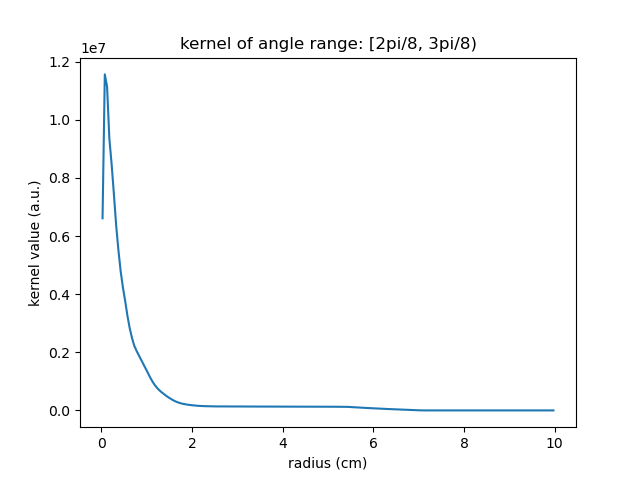 kernel of angle range: [2pi/8, 3pi/8)
1e7
1.2
1.0
0.8
0.6
0.4
0.2
0.0
kernel value (a.u.)
0 2 4 6 8 10
radius (cm)